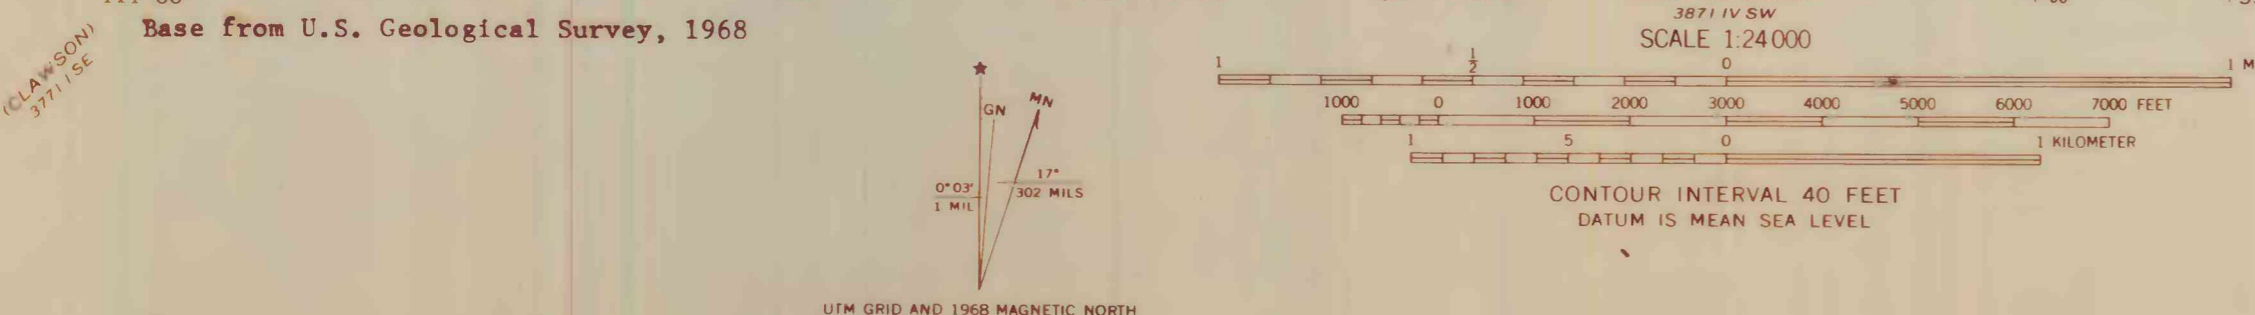 Base from U.S. Geological Survey, 1968
(CLAWSON)
3771 I SE
GN
MN
0°03'
1 MIL
17°
302 MILS
UTM GRID AND 1968 MAGNETIC NORTH
3871 IV SW
SCALE 1:24 000
1 1/2 0 1 M
1000 0 1000 2000 3000 4000 5000 6000 7000 FEET
1 5 0 1 KILOMETER
CONTOUR INTERVAL 40 FEET
DATUM IS MEAN SEA LEVEL